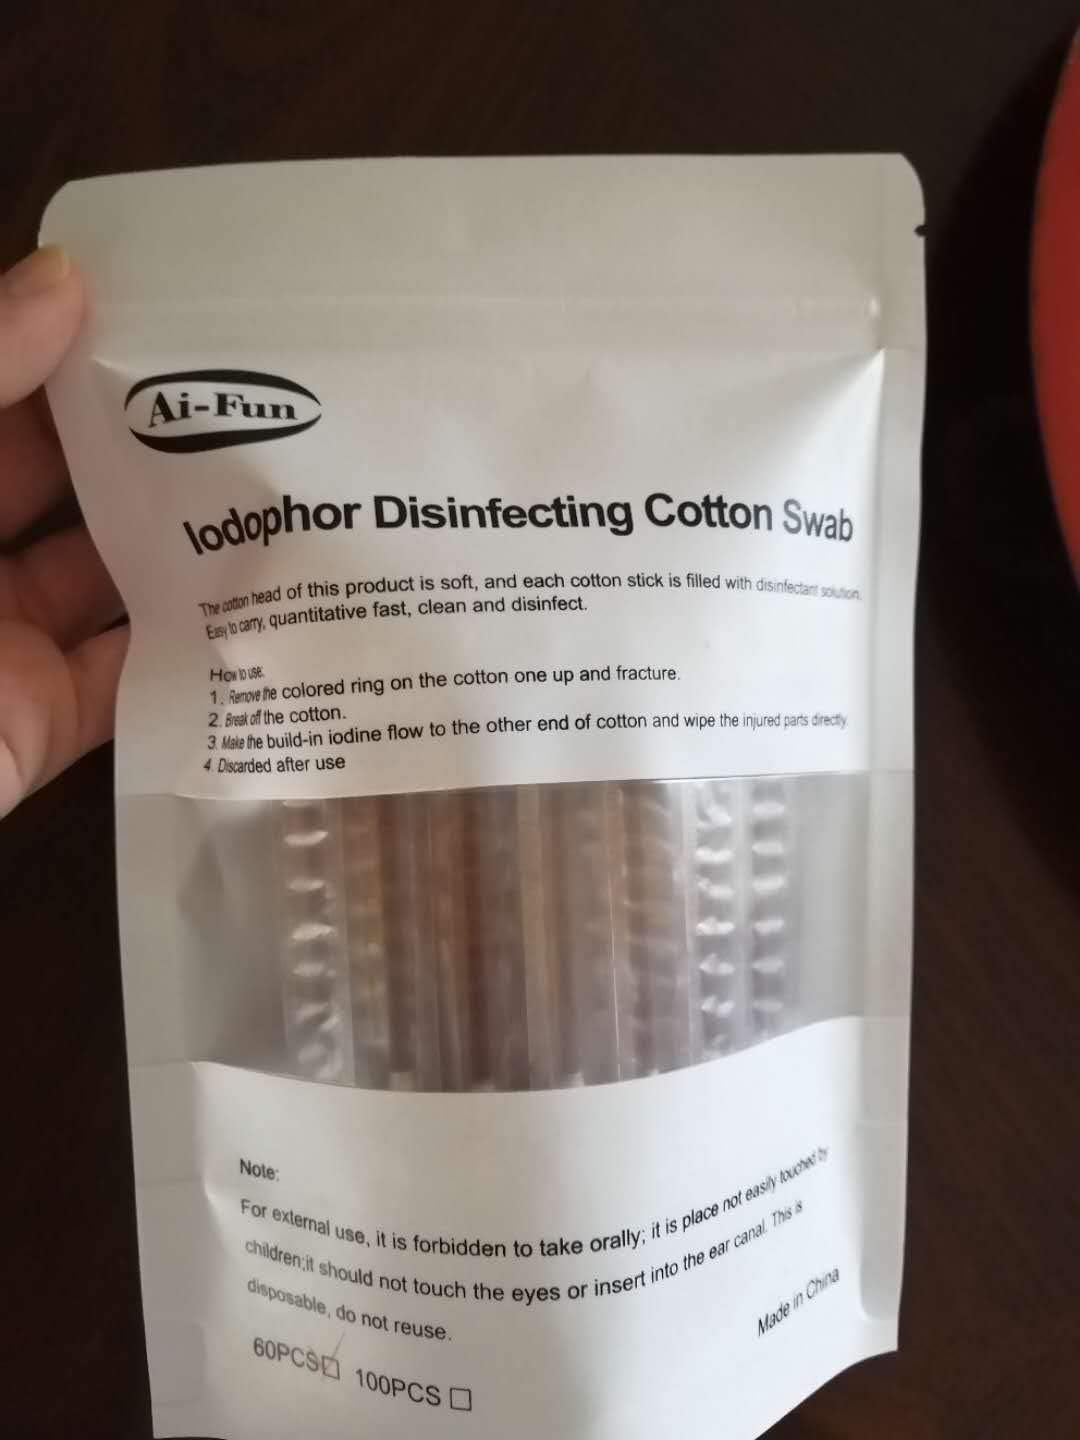 Ai-Fun
Iodophor Disinfecting Cotton Swab
The cotton head of this product is soft, and each cotton stick is filled with disinfectant solution.
Easy to carry, quantitative fast, clean and disinfect.
How to use:
1. Remove the colored ring on the cotton one up and fracture.
2. Break off the cotton.
3. Make the build-in iodine flow to the other end of cotton and wipe the injured parts directly.
4. Discarded after use
Note:
For external use, it is forbidden to take orally; it is place not easily touched by
children;it should not touch the eyes or insert into the ear canal. This is
disposable, do not reuse.
Made in China
60PCS☐ 100PCS ☐